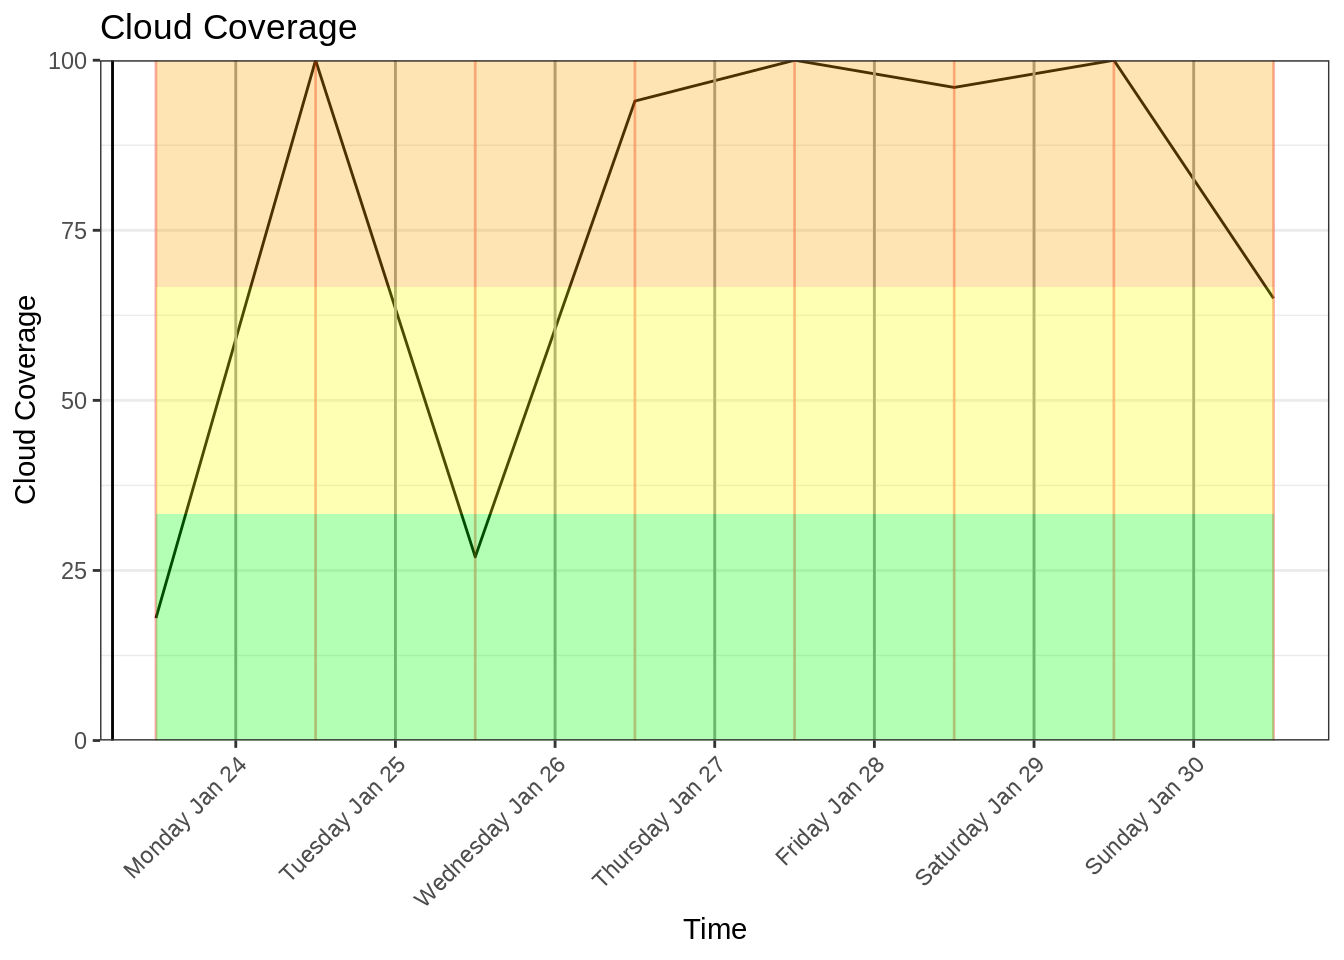 Cloud Coverage
Cloud Coverage
100
75
50
25
0
Monday Jan 24
Tuesday Jan 25
Wednesday Jan 26
Thursday Jan 27
Friday Jan 28
Saturday Jan 29
Sunday Jan 30
Time